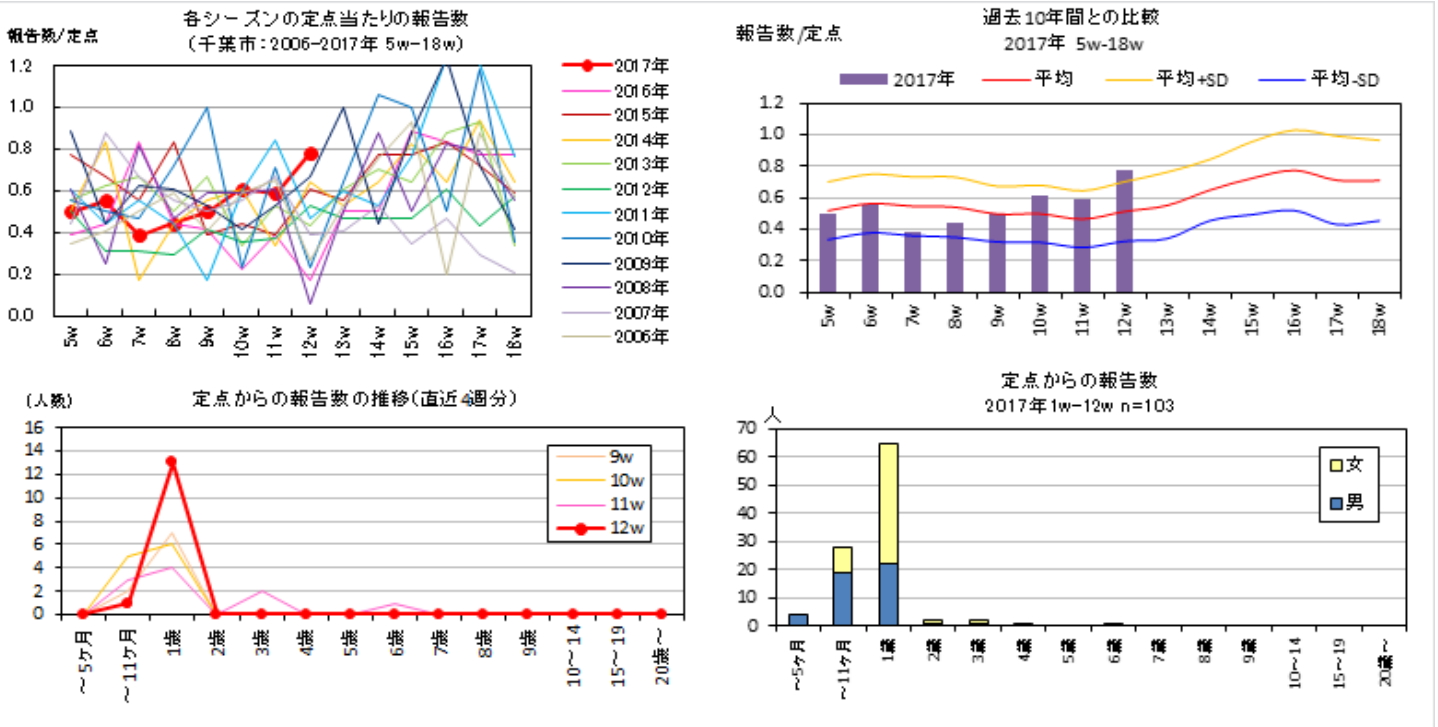 各シーズンの定点当たりの報告数
(千葉市:2006-2017年 5w-18w)
報告数/定点
1.2
1.0
0.8
0.6
0.4
0.2
0.0
5w
6w
7w
8w
9w
10w
11w
12w
13w
14w
15w
16w
17w
18w
2017年
2016年
2015年
2014年
2013年
2012年
2011年
2010年
2009年
2008年
2007年
2006年
過去10年間との比較
2017年 5w-18w
報告数/定点
2017年
平均
平均+SD
平均-SD
1.2
1.0
0.8
0.6
0.4
0.2
0.0
5w
6w
7w
8w
9w
10w
11w
12w
13w
14w
15w
16w
17w
18w
定点からの報告数の推移(直近4週分)
(人数)
16
14
12
10
8
6
4
2
0
~5ケ月
~11ケ月
1歳
2歳
3歳
4歳
5歳
6歳
7歳
8歳
9歳
10~14
15~19
20歳~
9w
10w
11w
12w
定点からの報告数
2017年1w-12w n=103
人
70
60
50
40
30
20
10
0
~5ケ月
~11ケ月
1歳
2歳
3歳
4歳
5歳
6歳
7歳
8歳
9歳
10~14
15~19
20歳~
女
男